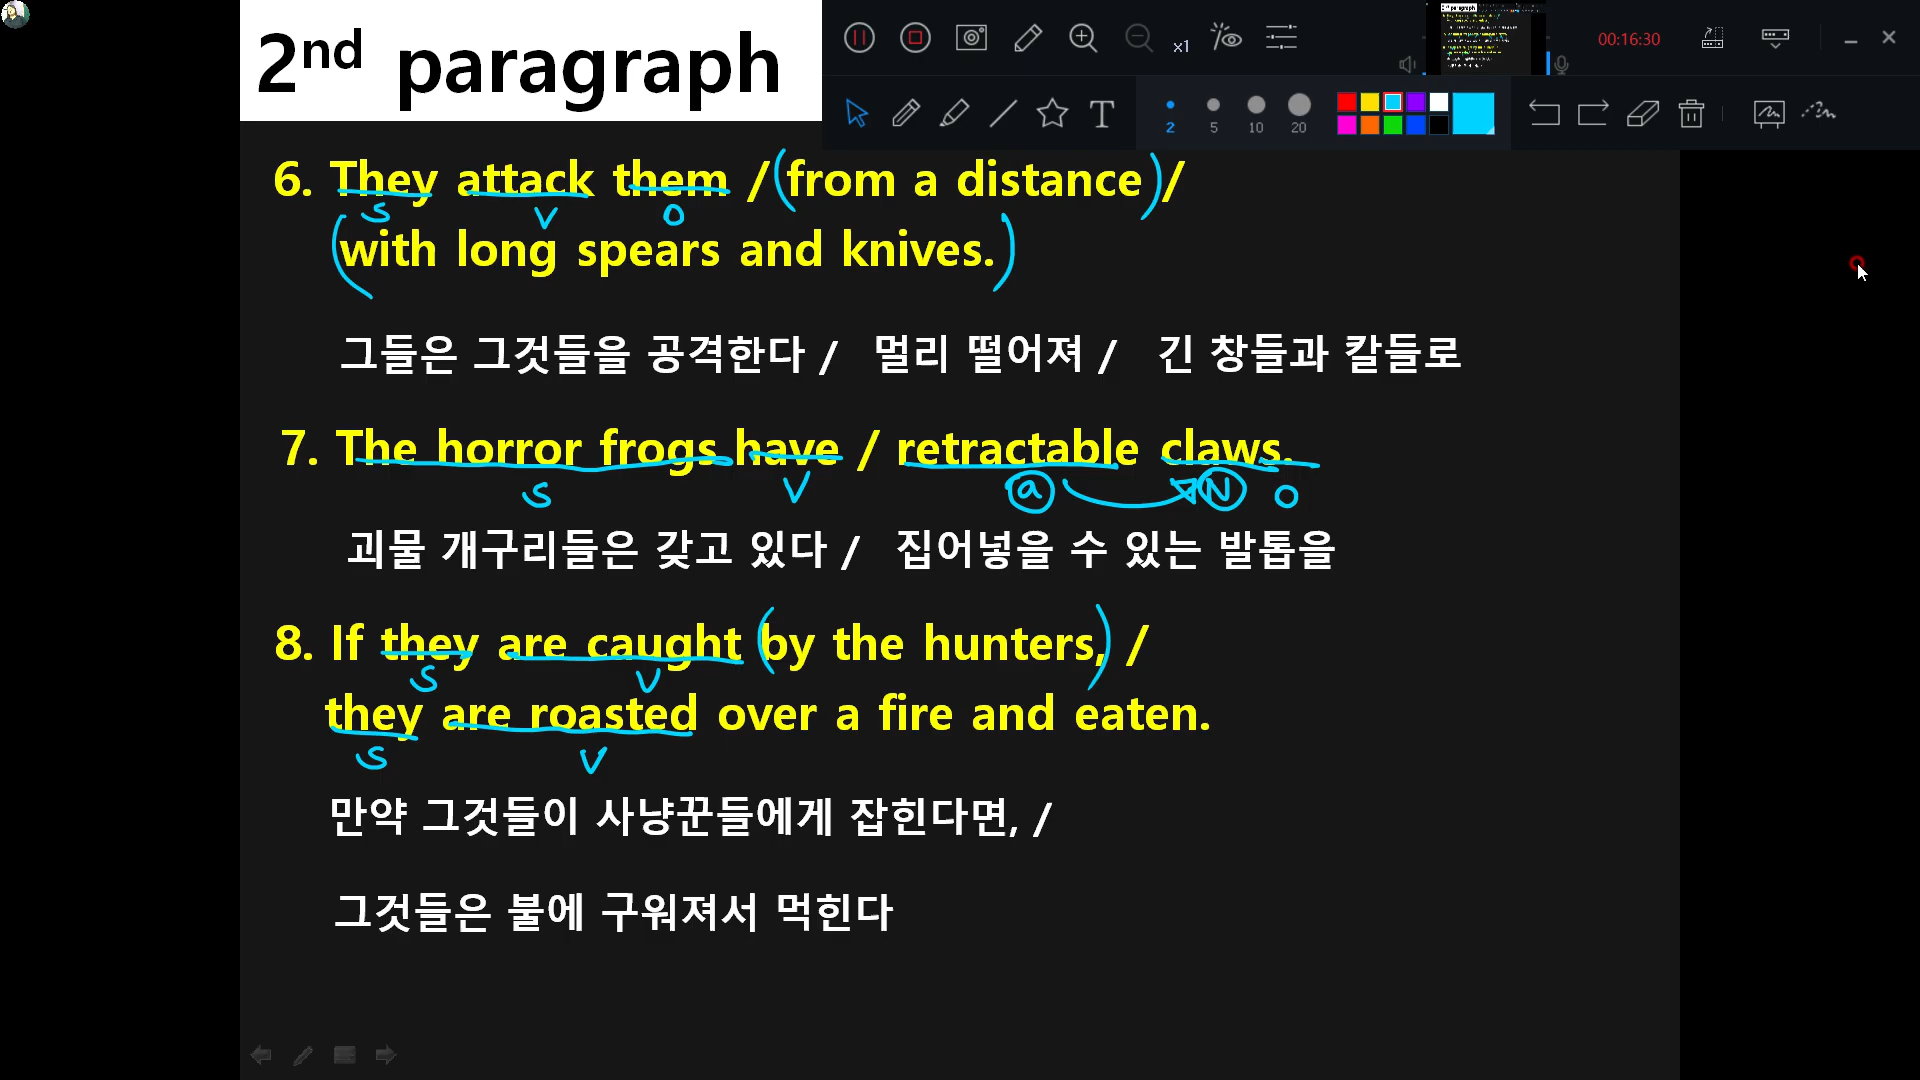 2nd paragraph
x1
00:16:30
T
2 5 10 20
6. They attack them / (from a distance) /
S V O
(with long spears and knives.)
그들은 그것들을 공격한다 / 멀리 떨어져 / 긴 창들과 칼들로
7. The horror frogs have / retractable claws.
S V a N O
괴물 개구리들은 갖고 있다 / 집어넣을 수 있는 발톱을
8. If they are caught (by the hunters,) /
S V
they are roasted over a fire and eaten.
S V
만약 그것들이 사냥꾼들에게 잡힌다면, /
그것들은 불에 구워져서 먹힌다